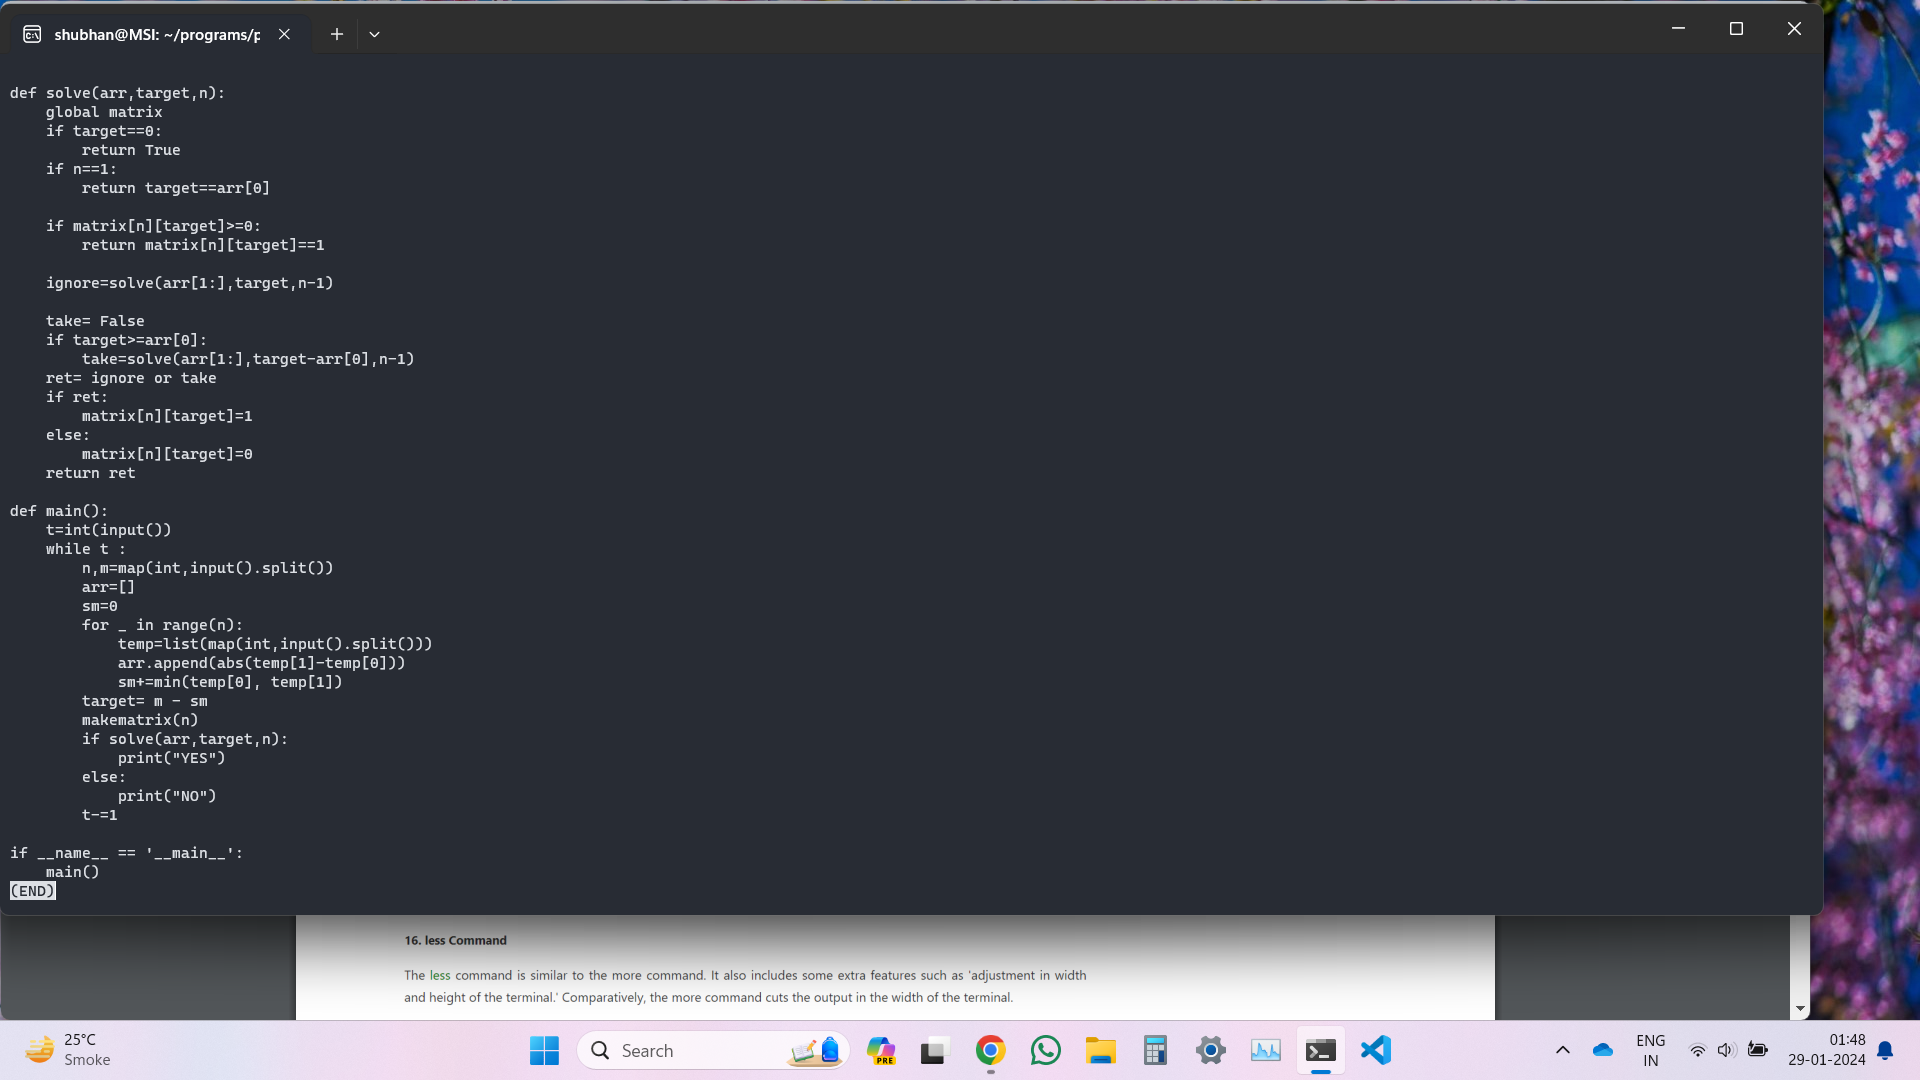 shubhan@MSI: ~/programs/p
def solve(arr,target,n):
    global matrix
    if target==0:
        return True
    if n==1:
        return target==arr[0]
    if matrix[n][target]>=0:
        return matrix[n][target]==1
    ignore=solve(arr[1:],target,n-1)
    take= False
    if target>=arr[0]:
        take=solve(arr[1:],target-arr[0],n-1)
    ret= ignore or take
    if ret:
        matrix[n][target]=1
    else:
        matrix[n][target]=0
    return ret
def main():
    t=int(input())
    while t :
        n,m=map(int,input().split())
        arr=[]
        sm=0
        for _ in range(n):
            temp=list(map(int,input().split()))
            arr.append(abs(temp[1]-temp[0]))
            sm+=min(temp[0], temp[1])
        target= m - sm
        makematrix(n)
        if solve(arr,target,n):
            print("YES")
        else:
            print("NO")
        t-=1
if __name__ == '__main__':
    main()
(END)
16. less Command
The less command is similar to the more command. It also includes some extra features such as 'adjustment in width
and height of the terminal.' Comparatively, the more command cuts the output in the width of the terminal.
25°C
Smoke
Search
PRE
ENG
IN
01:48
29-01-2024